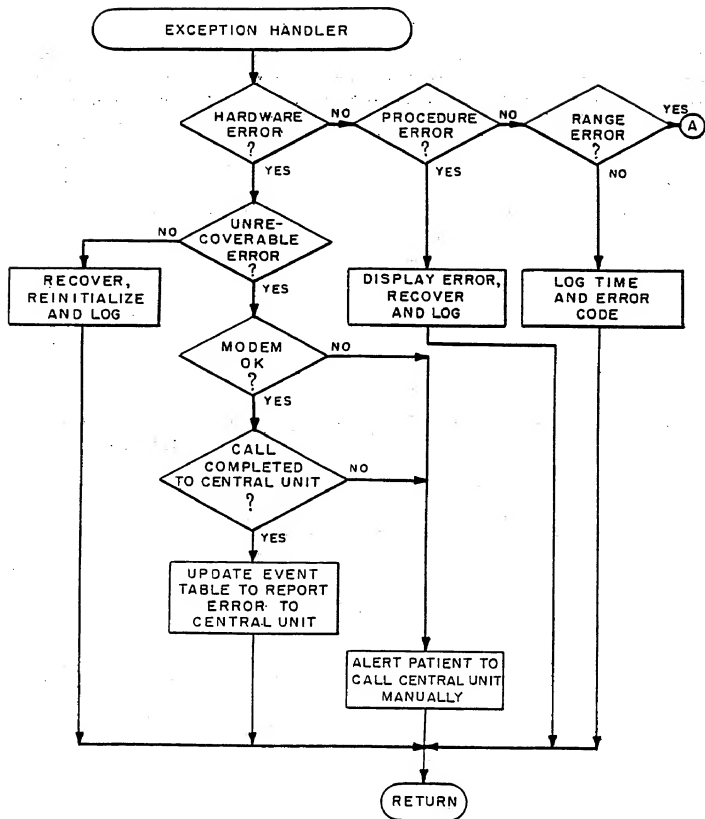 EXCEPTION HANDLER
HARDWARE
ERROR
?
NO
YES
PROCEDURE
ERROR
?
NO
YES
RANGE
ERROR
?
YES
A
NO
UNRE-
COVERABLE
ERROR
?
NO
YES
RECOVER,
REINITIALIZE
AND LOG
DISPLAY ERROR,
RECOVER
AND LOG
LOG TIME
AND ERROR
CODE
MODEM
OK
?
NO
YES
CALL
COMPLETED
TO CENTRAL UNIT
?
NO
YES
UPDATE EVENT
TABLE TO REPORT
ERROR TO
CENTRAL UNIT
ALERT PATIENT TO
CALL CENTRAL UNIT
MANUALLY
RETURN